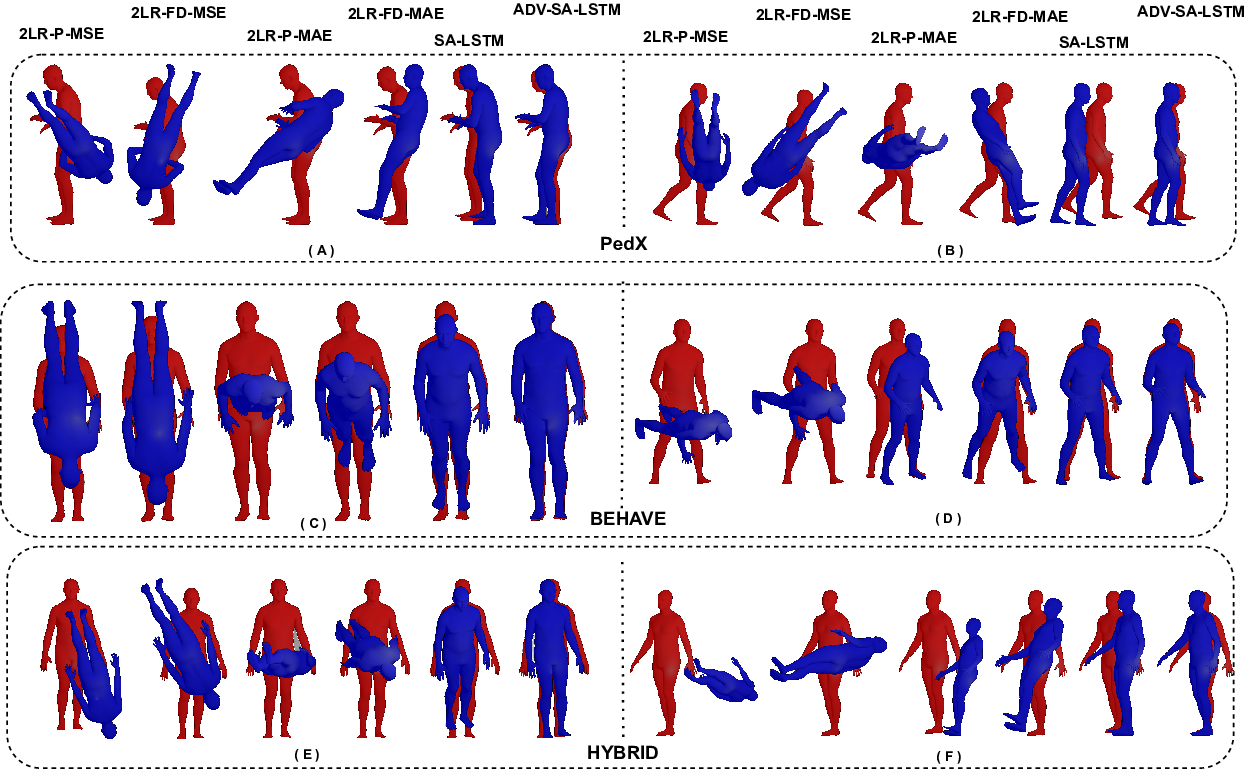 2LR-P-MSE
2LR-FD-MSE
2LR-P-MAE
2LR-FD-MAE
SA-LSTM
ADV-SA-LSTM
2LR-P-MSE
2LR-FD-MSE
2LR-P-MAE
2LR-FD-MAE
SA-LSTM
ADV-SA-LSTM
( A )
PedX
( B )
( C )
BEHAVE
( D )
( E )
HYBRID
( F )